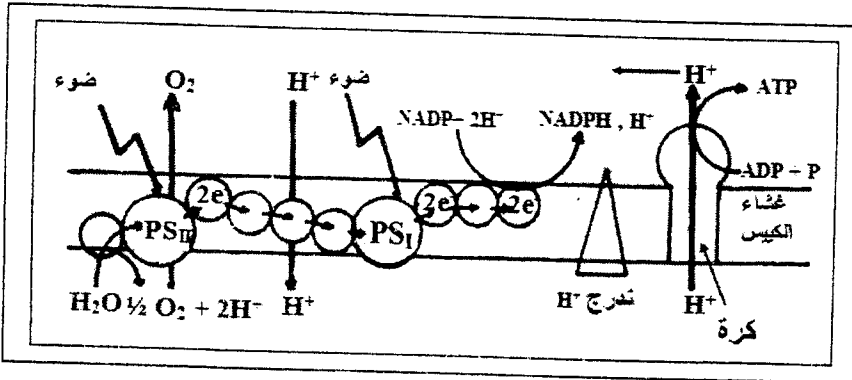 ضوء
O₂
H⁺
ضوء
H⁺
ATP
NADP⁻ 2H⁻
NADPH , H⁺
ADP + P
2e
2e
2e
PSII
PSI
غشاء
الكيس
H₂O ½ O₂ + 2H⁻
H⁺
تدرج H⁺
H⁺
كرة